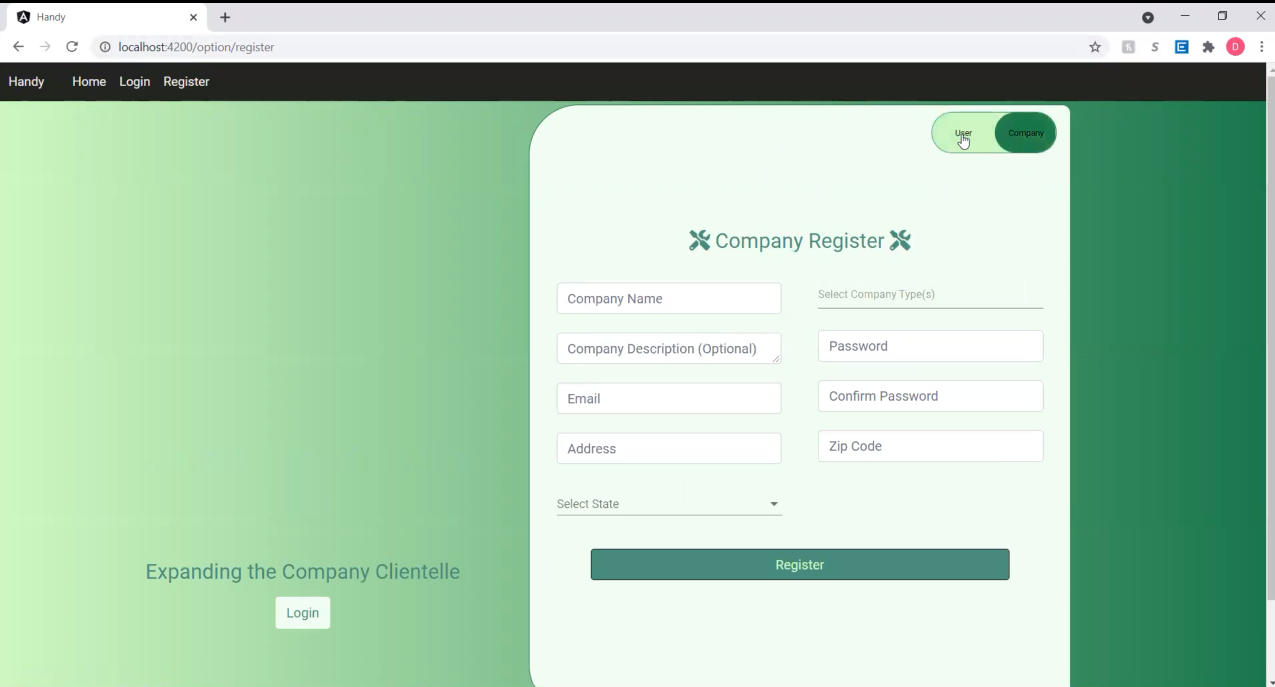 Handy
localhost:4200/option/register
D
Handy Home Login Register
User Company
Company Register
Company Name
Select Company Type(s)
Company Description (Optional)
Password
Email
Confirm Password
Address
Zip Code
Select State
Register
Expanding the Company Clientelle
Login